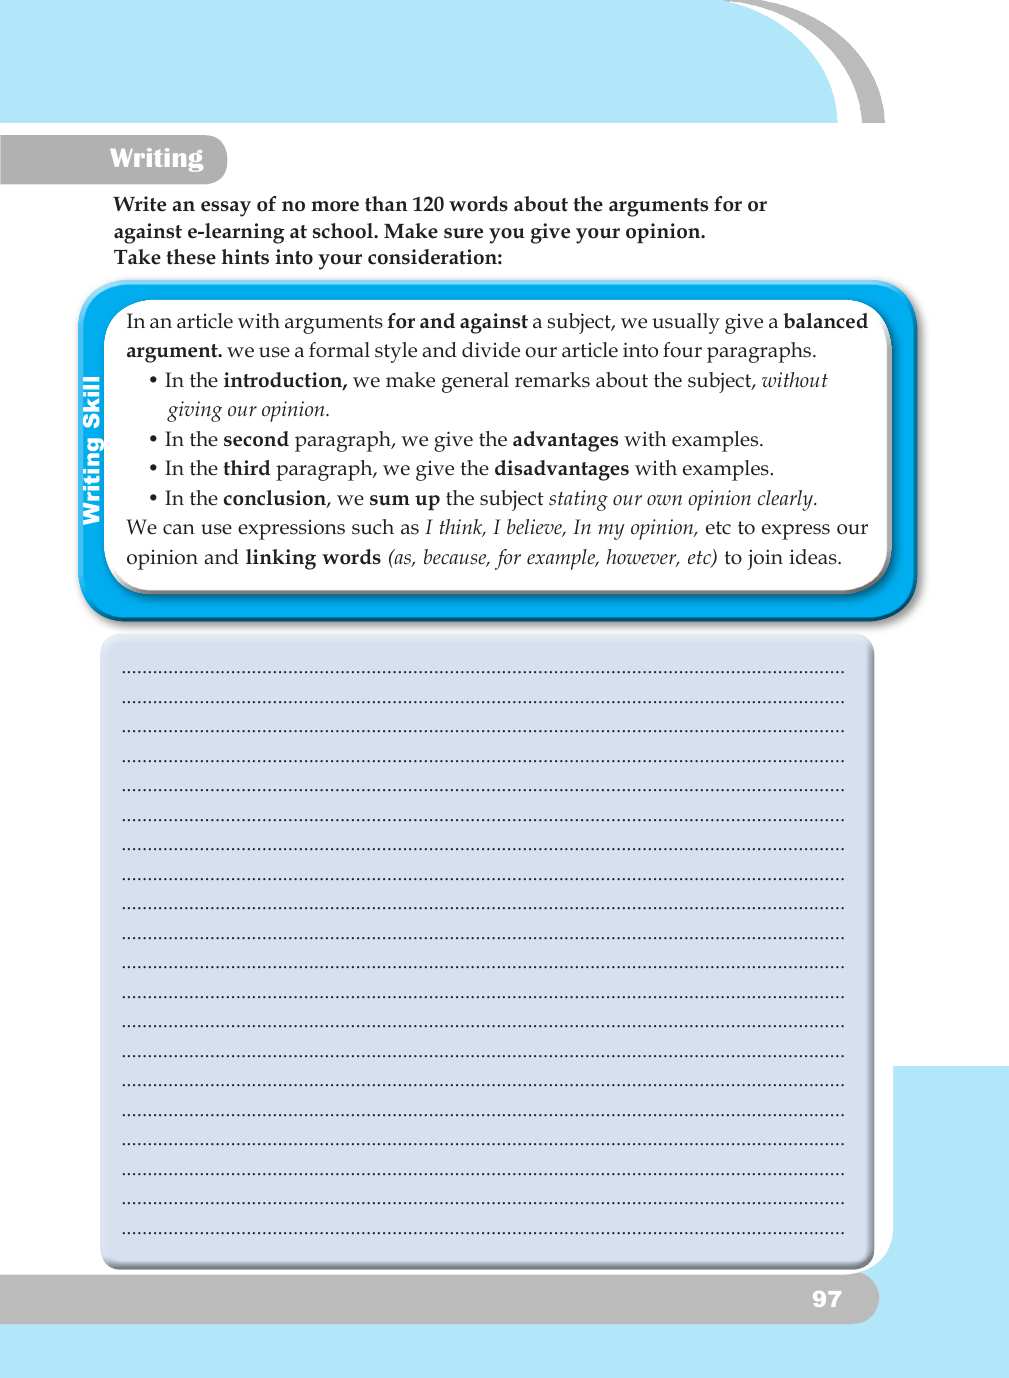 Writing
Write an essay of no more than 120 words about the arguments for or
against e-learning at school. Make sure you give your opinion.
Take these hints into your consideration:
Writing Skill
In an article with arguments for and against a subject, we usually give a balanced
argument. we use a formal style and divide our article into four paragraphs.
• In the introduction, we make general remarks about the subject, without
giving our opinion.
• In the second paragraph, we give the advantages with examples.
• In the third paragraph, we give the disadvantages with examples.
• In the conclusion, we sum up the subject stating our own opinion clearly.
We can use expressions such as I think, I believe, In my opinion, etc to express our
opinion and linking words (as, because, for example, however, etc) to join ideas.
97